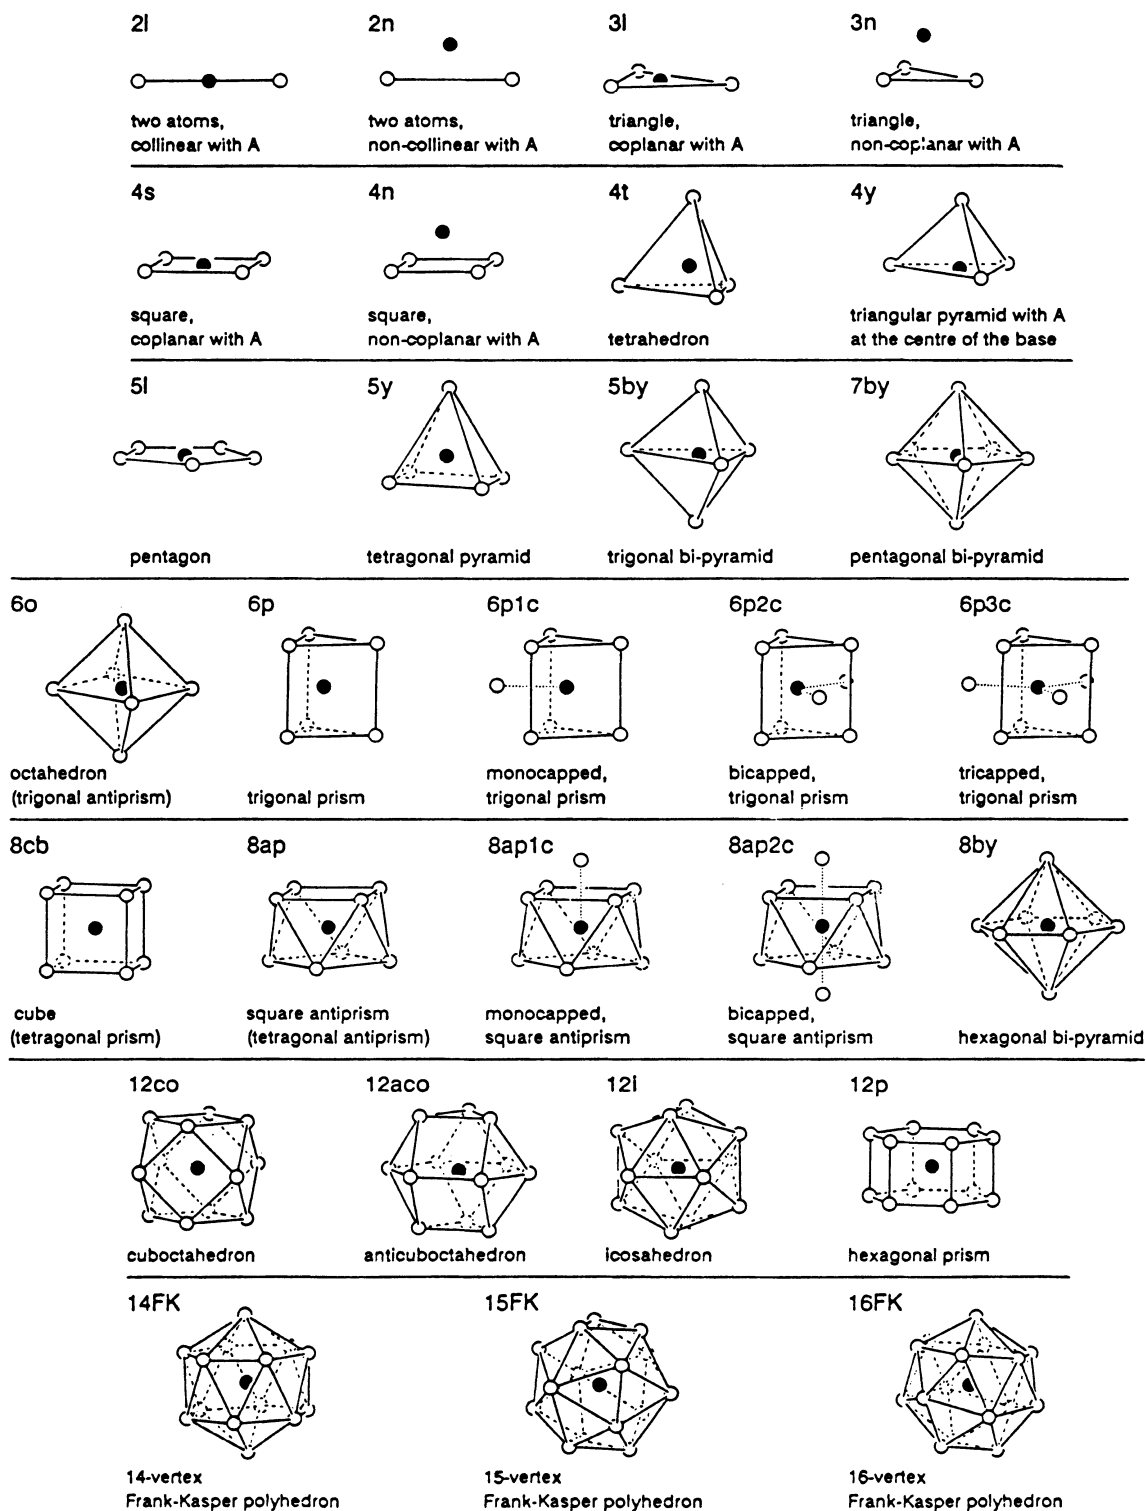 2l 2n 3l 3n
two atoms, two atoms, triangle, triangle,
collinear with A non-collinear with A coplanar with A non-coplanar with A
4s 4n 4t 4y
square, square, triangular pyramid with A
coplanar with A non-coplanar with A tetrahedron at the centre of the base
5l 5y 5by 7by
pentagon tetragonal pyramid trigonal bi-pyramid pentagonal bi-pyramid
6o 6p 6p1c 6p2c 6p3c
octahedron monocapped, bicapped, tricapped,
(trigonal antiprism) trigonal prism trigonal prism trigonal prism trigonal prism
8cb 8ap 8ap1c 8ap2c 8by
cube square antiprism monocapped, bicapped,
(tetragonal prism) (tetragonal antiprism) square antiprism square antiprism hexagonal bi-pyramid
12co 12aco 12i 12p
cuboctahedron anticuboctahedron icosahedron hexagonal prism
14FK 15FK 16FK
14-vertex 15-vertex 16-vertex
Frank-Kasper polyhedron Frank-Kasper polyhedron Frank-Kasper polyhedron